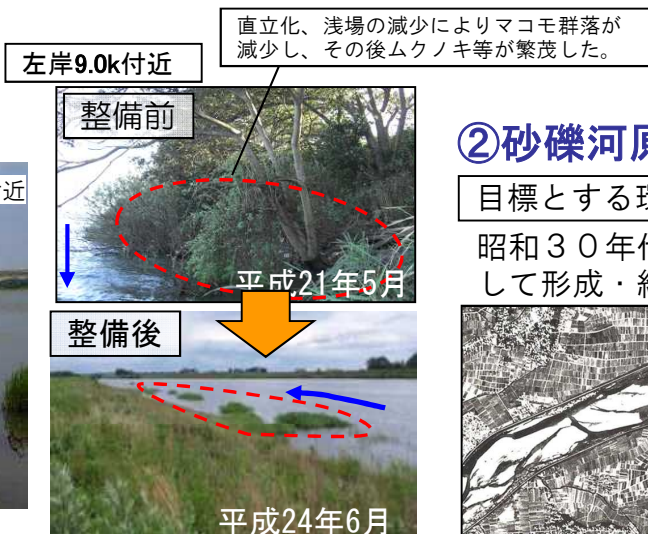 直立化、浅場の減少によりマコモ群落が
減少し、その後ムクノキ等が繁茂した。
左岸9.0k付近
整備前
平成21年5月
整備後
平成24年6月
近
②砂礫河原
目標とする環
昭和３０年代
して形成・維